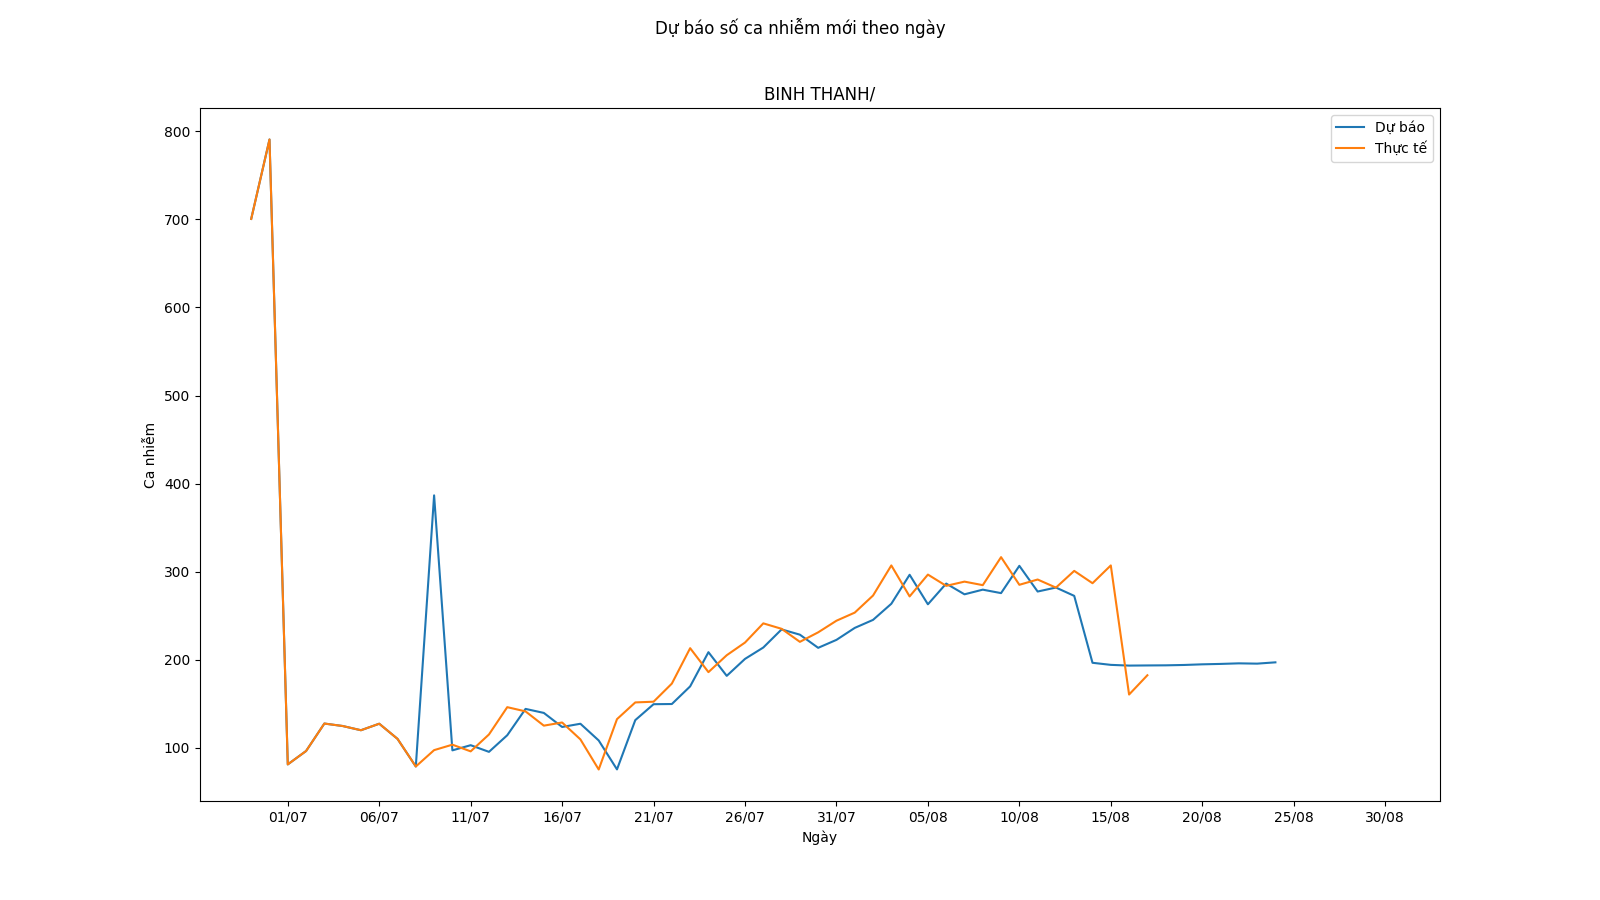 Dự báo số ca nhiễm mới theo ngày
BINH THANH/
Dự báo
Thực tế
800
700
600
500
400
300
200
100
Ca nhiễm
01/07 06/07 11/07 16/07 21/07 26/07 31/07 05/08 10/08 15/08 20/08 25/08 30/08
Ngày